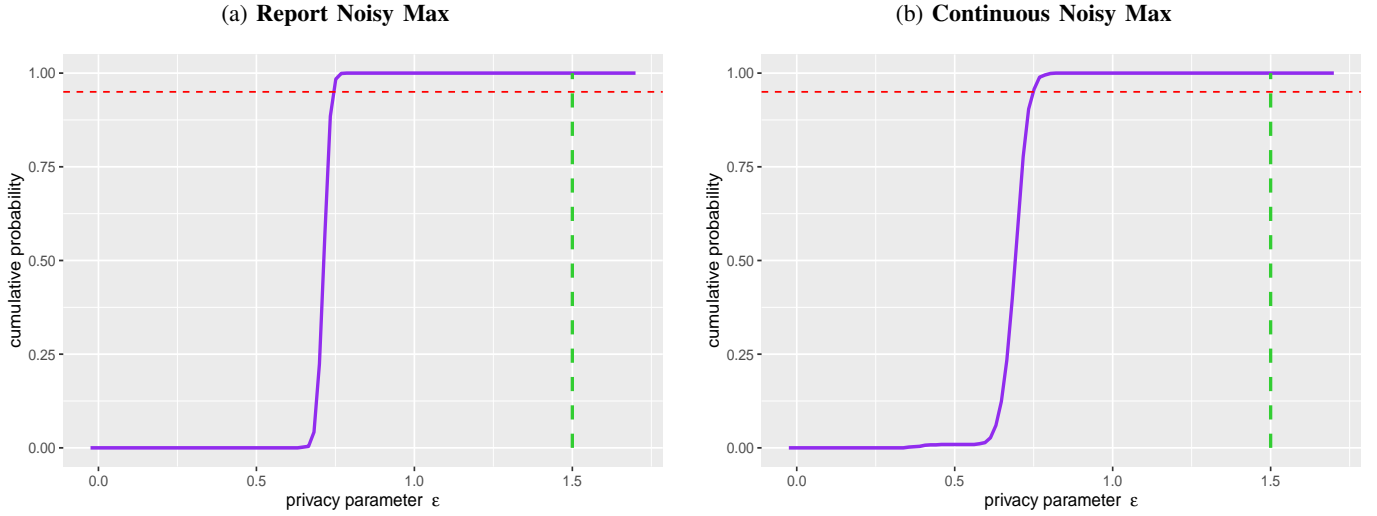 (a) Report Noisy Max
1.00
0.75
0.50
0.25
0.00
cumulative probability
0.0 0.5 1.0 1.5
privacy parameter ε
(b) Continuous Noisy Max
1.00
0.75
0.50
0.25
0.00
cumulative probability
0.0 0.5 1.0 1.5
privacy parameter ε